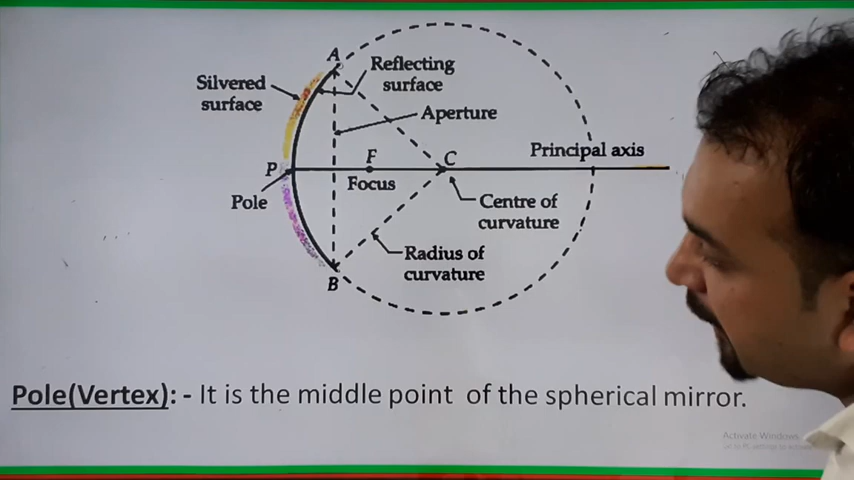 A
Reflecting
surface
Silvered
surface
Aperture
Principal axis
P
F
C
Focus
Pole
Centre of
curvature
Radius of
curvature
B
Pole(Vertex): - It is the middle point of the spherical mirror.
Activate Windows